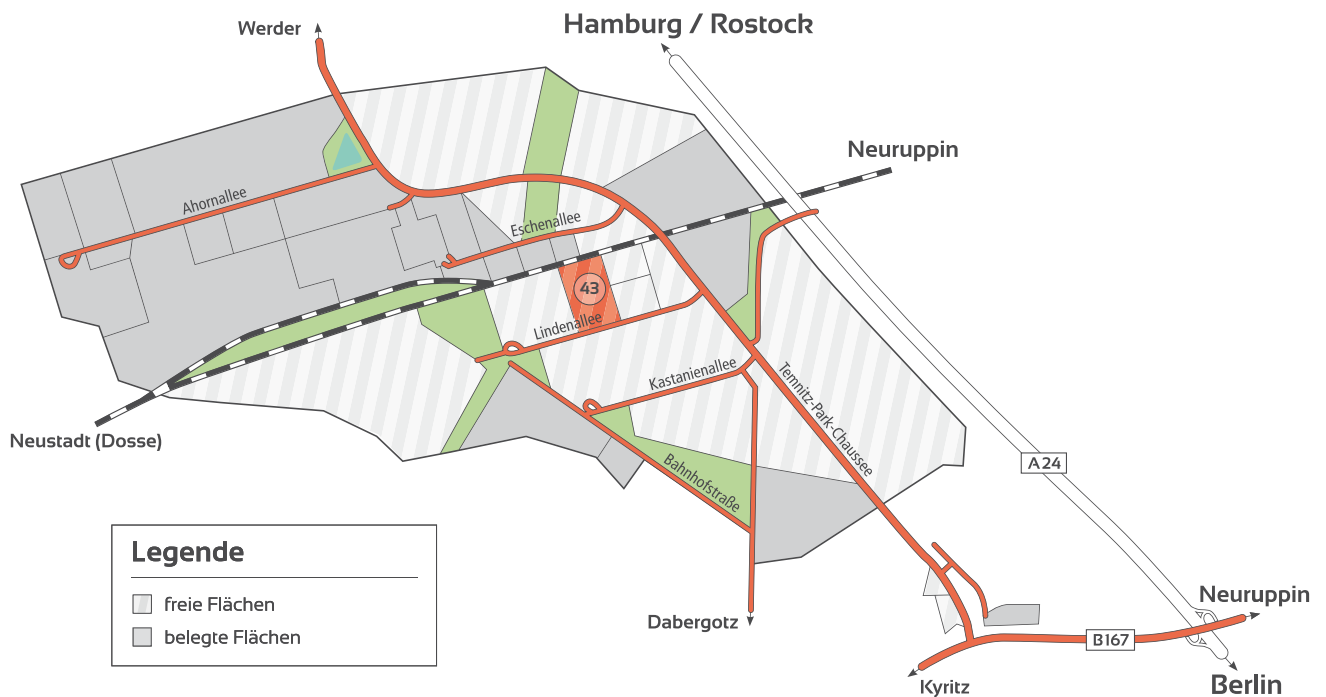 Hamburg / Rostock
Werder
Neuruppin
Ahornallee
Eschenallee
43
Lindenallee
Kastanienallee
Temnitz-Park-Chaussee
Neustadt (Dosse)
A 24
Bahnhofstraße
Legende
freie Flächen
belegte Flächen
Dabergotz
Neuruppin
B167
Kyritz
Berlin